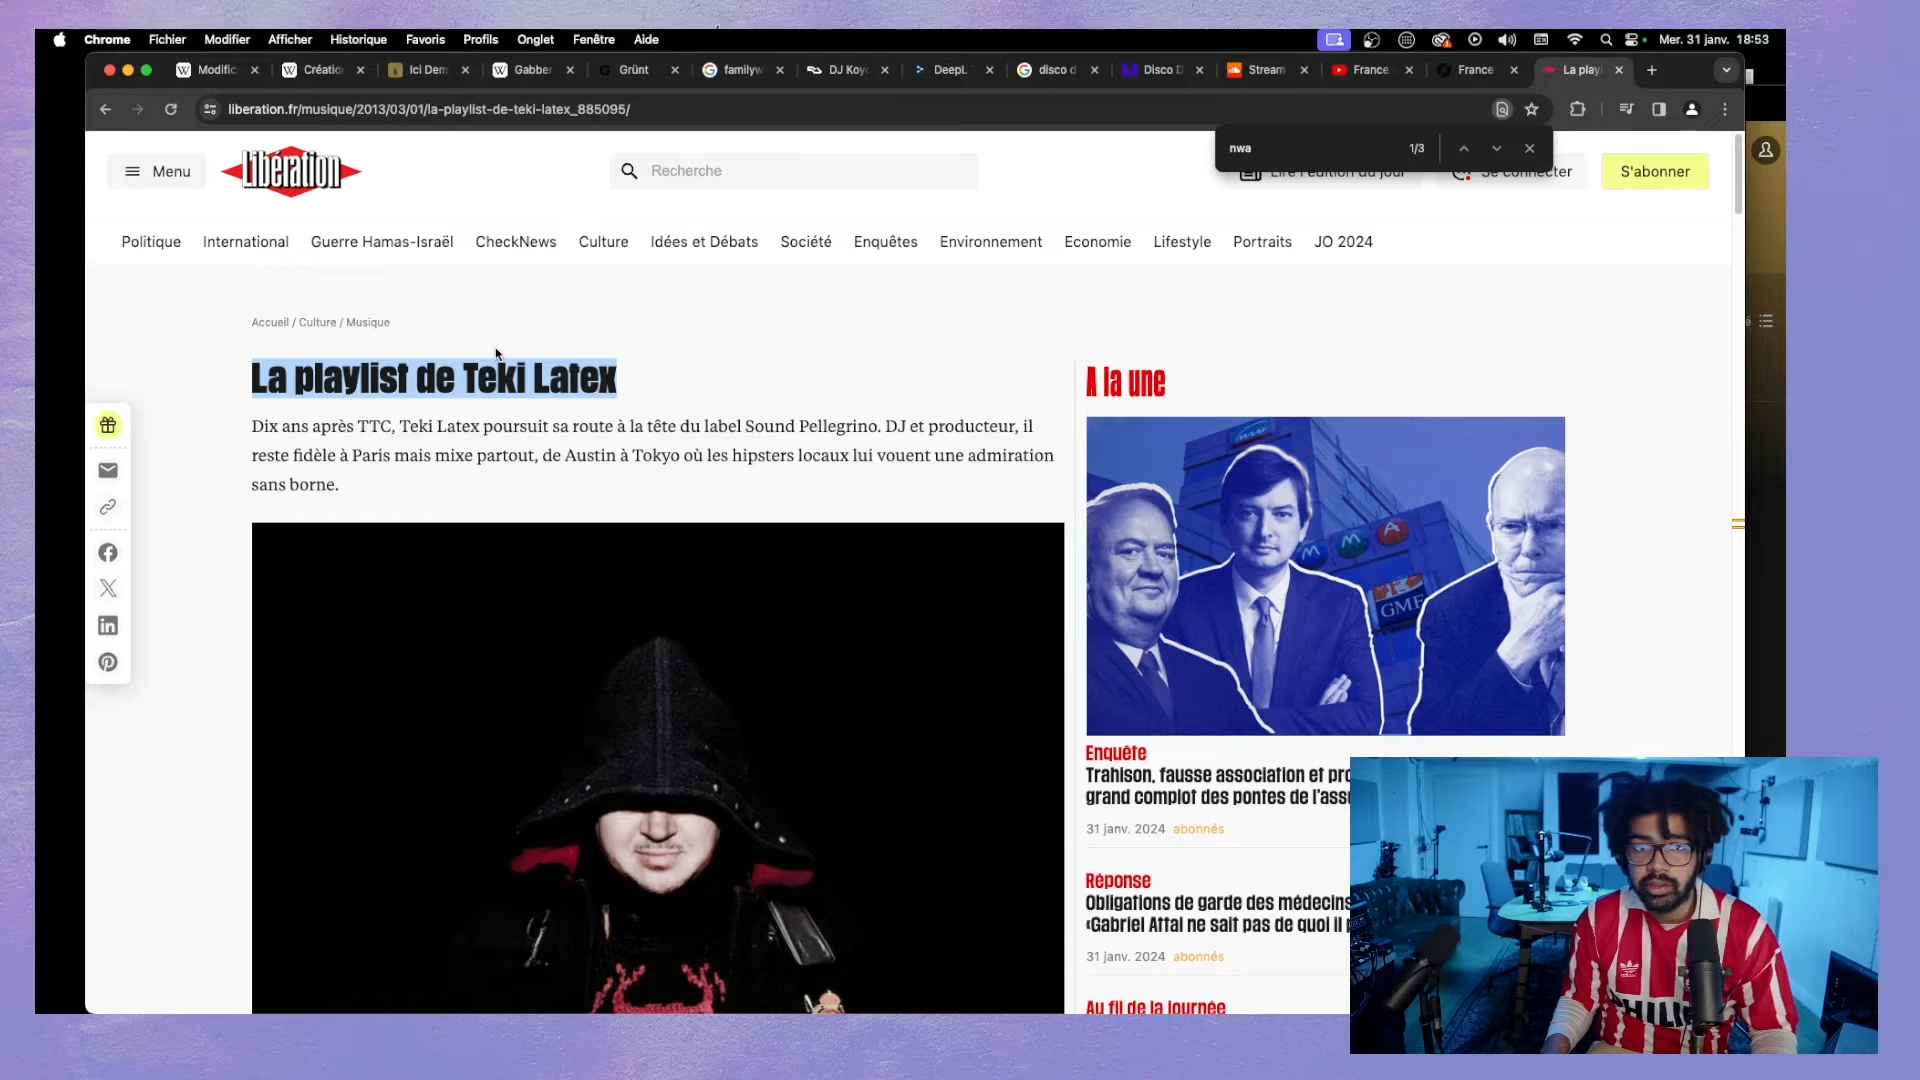 Chrome Fichier Modifier Afficher Historique Favoris Profils Onglet Fenêtre Aide Mer. 31 janv. 18:53
Modific Créatio Ici Dem Gabber Grünt familyw DJ Koy DeepL disco d Disco D Stream France France La playl
liberation.fr/musique/2013/03/01/la-playlist-de-teki-latex_885095/
nwa 1/3
Menu Libération Recherche Lire l'édition du jour Se connecter S'abonner
Politique International Guerre Hamas-Israël CheckNews Culture Idées et Débats Société Enquêtes Environnement Economie Lifestyle Portraits JO 2024
Accueil / Culture / Musique
La playlist de Teki Latex
Dix ans après TTC, Teki Latex poursuit sa route à la tête du label Sound Pellegrino. DJ et producteur, il
reste fidèle à Paris mais mixe partout, de Austin à Tokyo où les hipsters locaux lui vouent une admiration
sans borne.
A la une
MAAF
M M A
GMF
Enquête
Trahison, fausse association et pro
grand complot des pontes de l'assu
31 janv. 2024 abonnés
Réponse
Obligations de garde des médecins
«Gabriel Attal ne sait pas de quoi il p
31 janv. 2024 abonnés
Au fil de la journée
adidas
PHILI